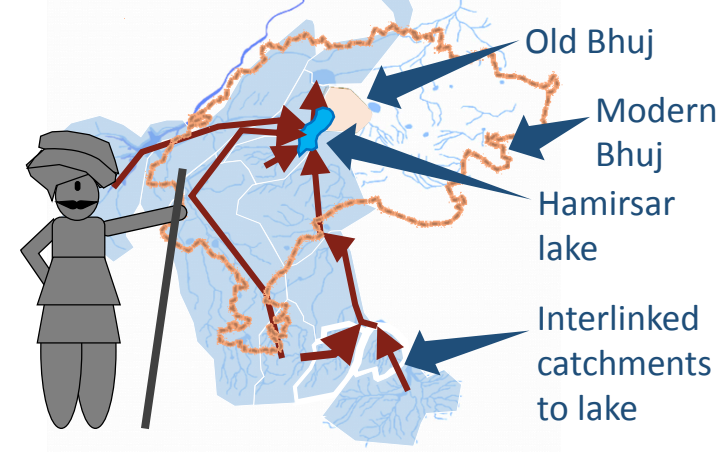 Old Bhuj
Modern
Bhuj
Hamirsar
lake
Interlinked
catchments
to lake